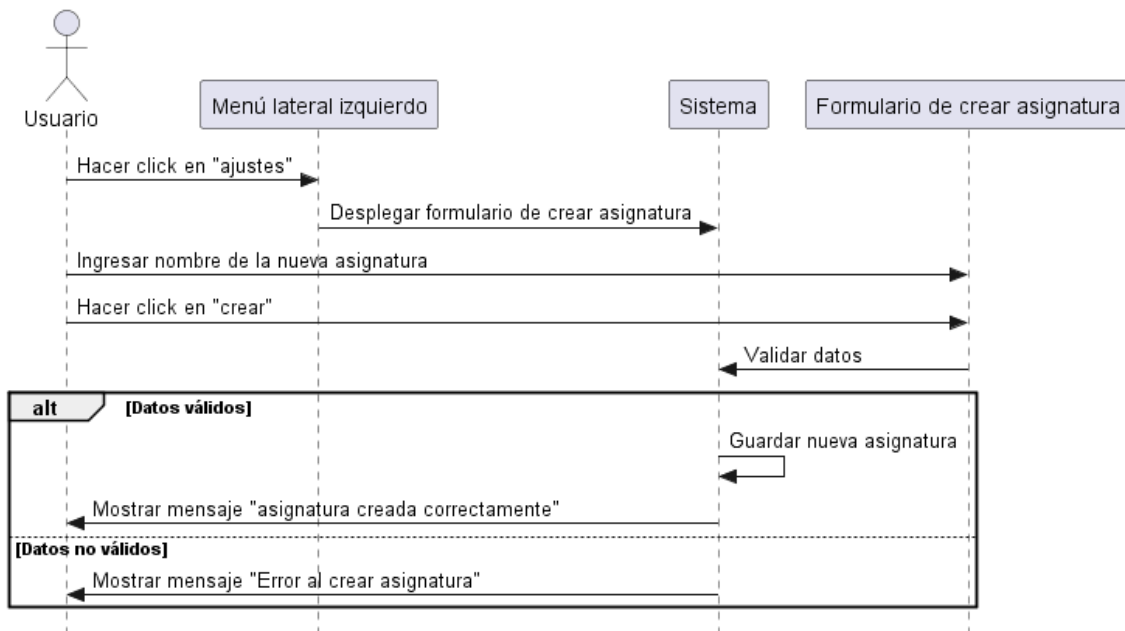 Usuario
Menú lateral izquierdo
Sistema
Formulario de crear asignatura
Hacer click en "ajustes"
Desplegar formulario de crear asignatura
Ingresar nombre de la nueva asignatura
Hacer click en "crear"
Validar datos
alt [Datos válidos]
Guardar nueva asignatura
Mostrar mensaje "asignatura creada correctamente"
[Datos no válidos]
Mostrar mensaje "Error al crear asignatura"